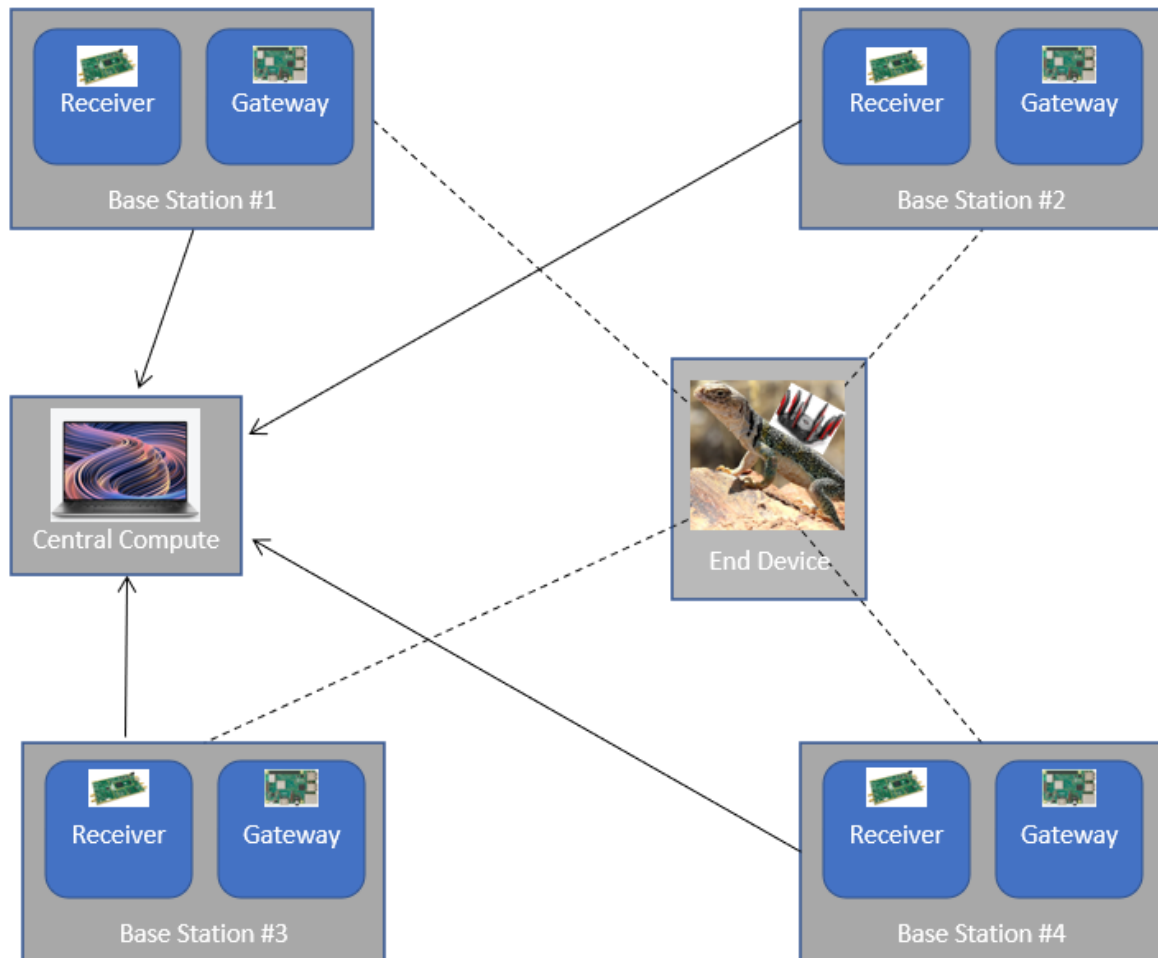 Receiver
Gateway
Base Station #1
Receiver
Gateway
Base Station #2
Central Compute
End Device
Receiver
Gateway
Base Station #3
Receiver
Gateway
Base Station #4